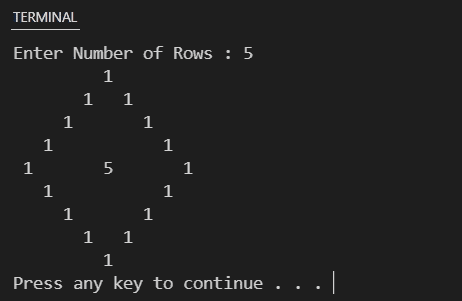 TERMINAL
Enter Number of Rows : 5
         1
       1   1
     1       1
   1           1
 1       5       1
   1           1
     1       1
       1   1
         1
Press any key to continue . . .